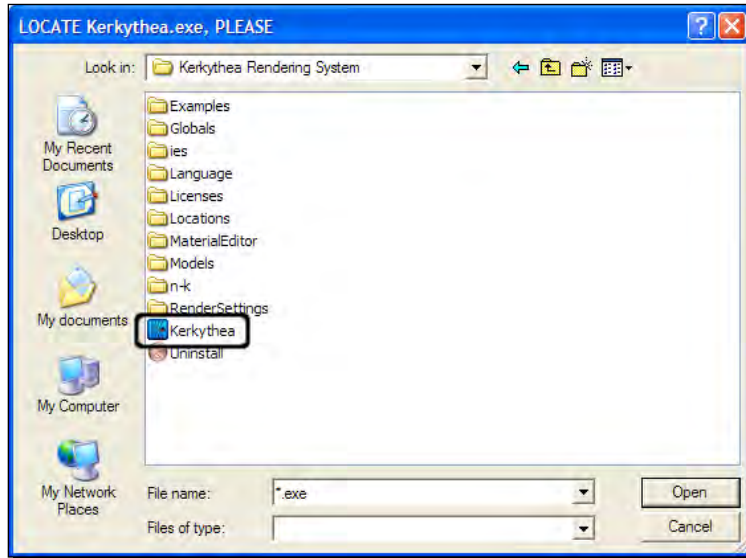 LOCATE Kerkythea.exe, PLEASE
Look in:
Kerkythea Rendering System
My Recent
Documents
Desktop
My documents
My Computer
My Network
Places
Examples
Globals
ies
Language
Licenses
Locations
MaterialEditor
Models
n-k
RenderSettings
Kerkythea
Uninstall
File name:
*.exe
Open
Files of type:
Cancel